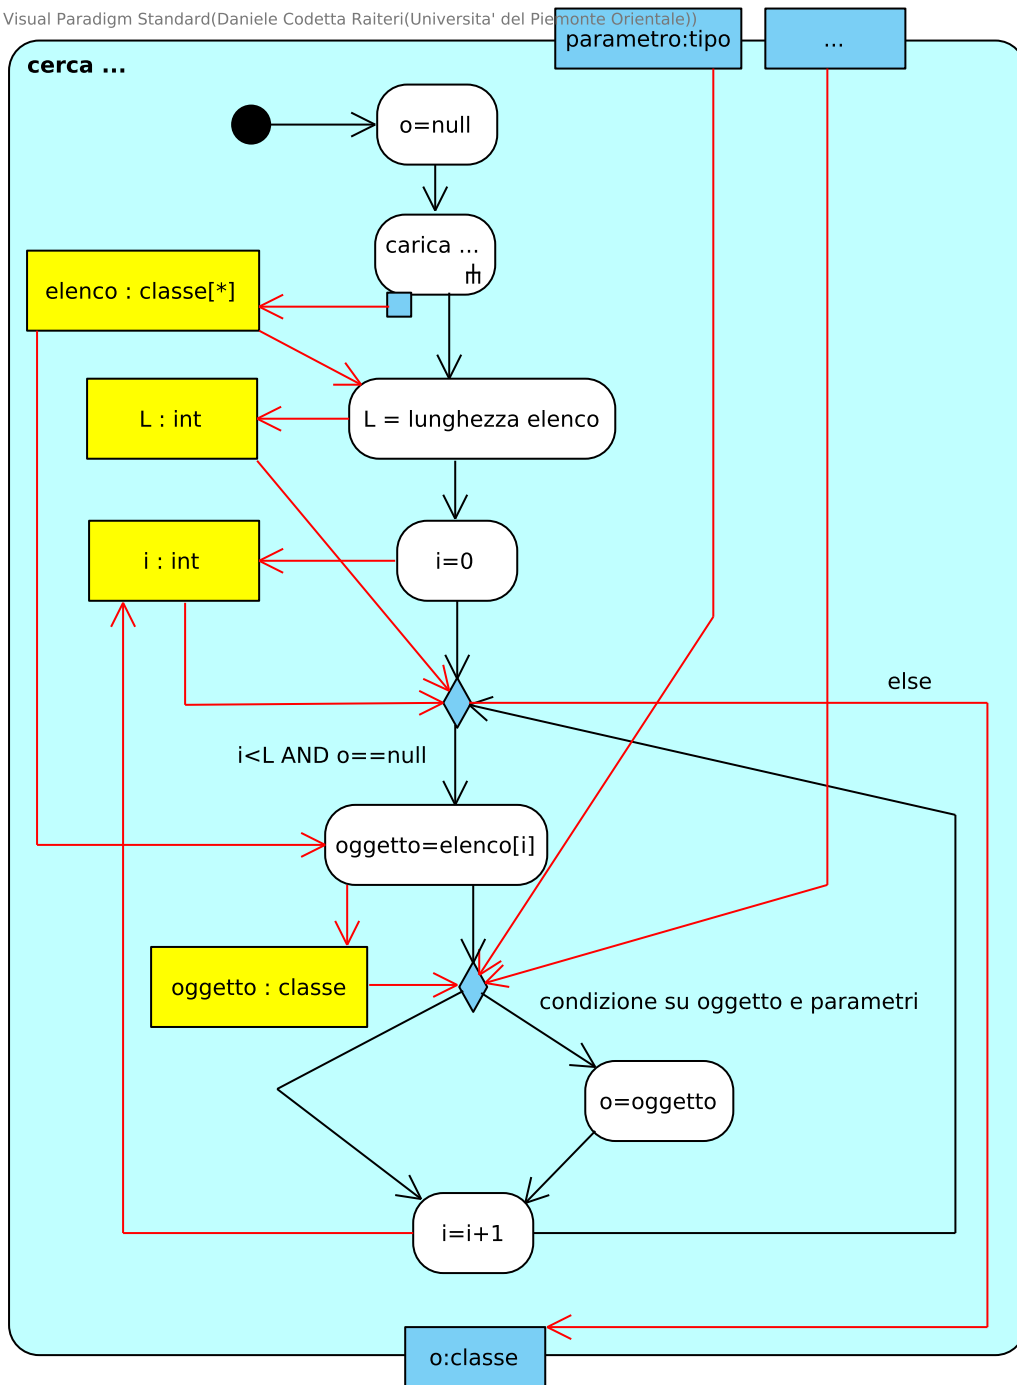 Visual Paradigm Standard(Daniele Codetta Raiteri(Universita' del Piemonte Orientale))
parametro:tipo
...
cerca ...
o=null
carica ...
elenco : classe[*]
L : int
L = lunghezza elenco
i : int
i=0
else
i<L AND o==null
oggetto=elenco[i]
oggetto : classe
condizione su oggetto e parametri
o=oggetto
i=i+1
o:classe